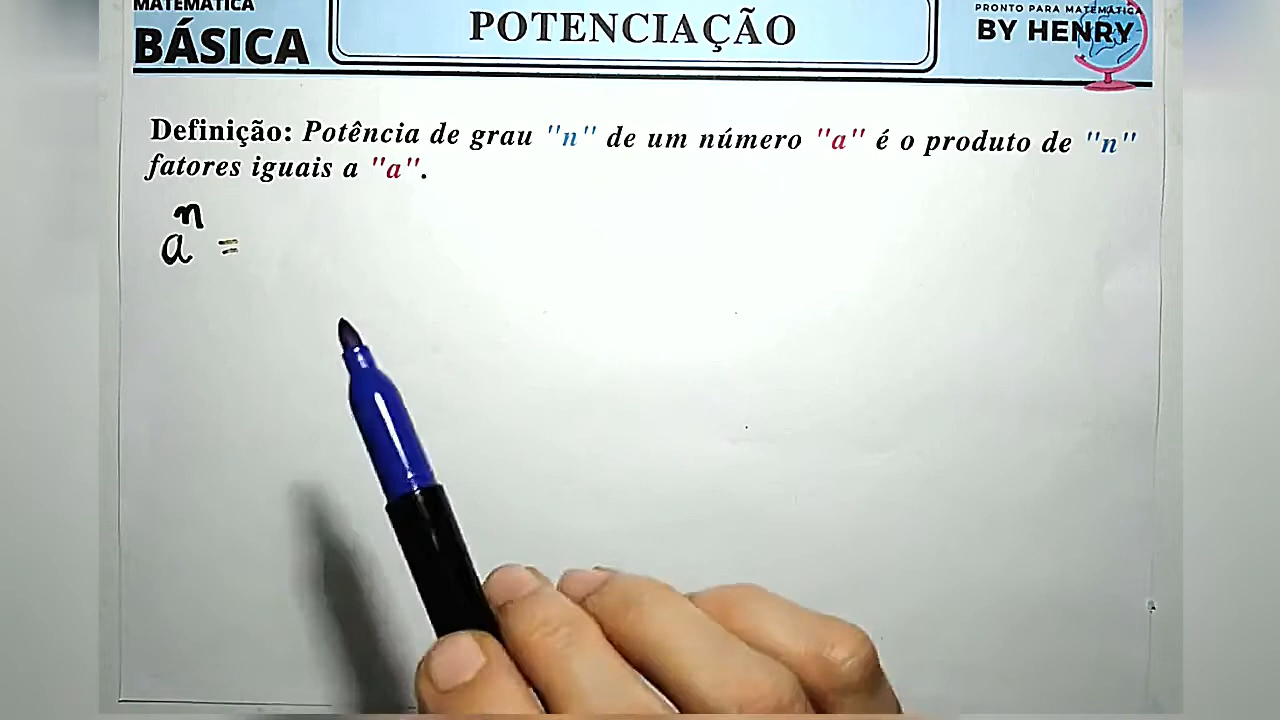 MATEMÁTICA
BÁSICA
POTENCIAÇÃO
PRONTO PARA MATEMÁTICA
BY HENRY
Definição: Potência de grau "n" de um número "a" é o produto de "n"
fatores iguais a "a".
aⁿ =